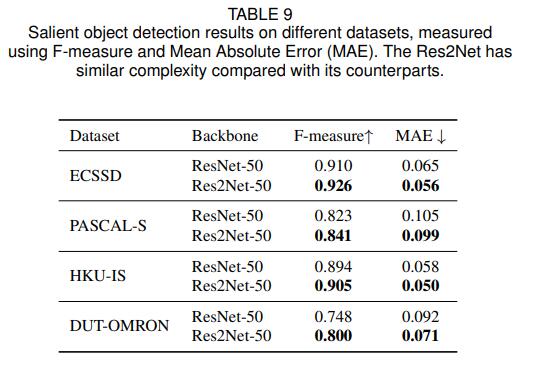 TABLE 9
Salient object detection results on different datasets, measured
using F-measure and Mean Absolute Error (MAE). The Res2Net has
similar complexity compared with its counterparts.
Dataset Backbone F-measure↑ MAE ↓
ECSSD ResNet-50 0.910 0.065
Res2Net-50 0.926 0.056
PASCAL-S ResNet-50 0.823 0.105
Res2Net-50 0.841 0.099
HKU-IS ResNet-50 0.894 0.058
Res2Net-50 0.905 0.050
DUT-OMRON ResNet-50 0.748 0.092
Res2Net-50 0.800 0.071